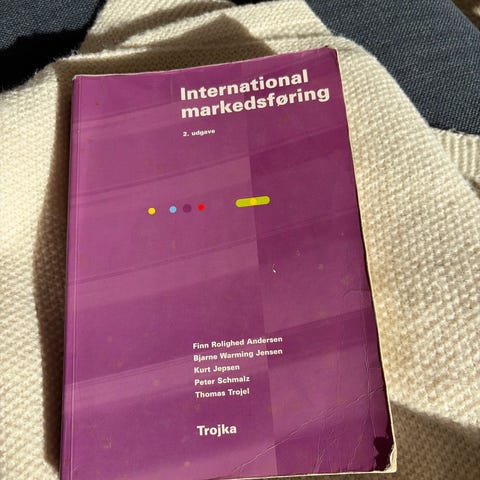 International
markedsføring
2. udgave
Finn Rolighed Andersen
Bjarne Warming Jensen
Kurt Jepsen
Peter Schmalz
Thomas Trojel
Trojka